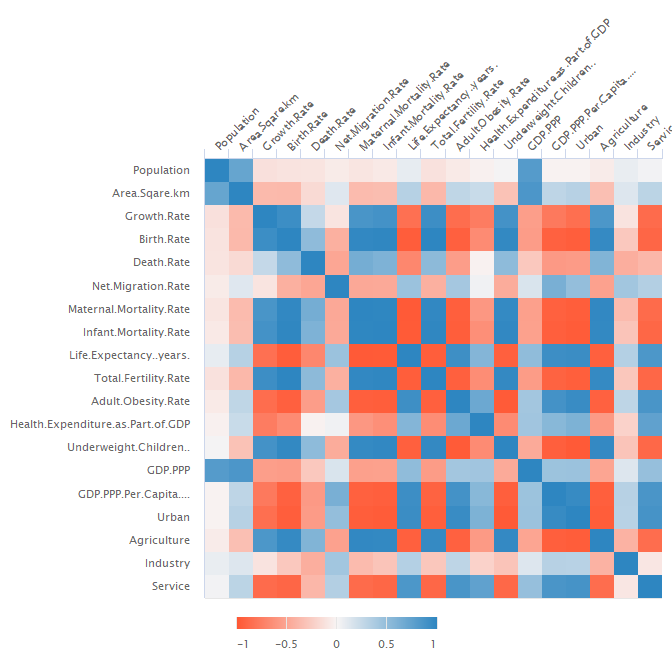 Population
Area.Sqare.km
Growth.Rate
Birth.Rate
Death.Rate
Net.Migration.Rate
Maternal.Mortality.Rate
Infant.Mortality.Rate
Life.Expectancy..years.
Total.Fertility.Rate
Adult.Obesity.Rate
Health.Expenditure.as.Part.of.GDP
Underweight.Children..
GDP.PPP
GDP.PPP.Per.Capita....
Urban
Agriculture
Industry
Servic
Population
Area.Sqare.km
Growth.Rate
Birth.Rate
Death.Rate
Net.Migration.Rate
Maternal.Mortality.Rate
Infant.Mortality.Rate
Life.Expectancy..years.
Total.Fertility.Rate
Adult.Obesity.Rate
Health.Expenditure.as.Part.of.GDP
Underweight.Children..
GDP.PPP
GDP.PPP.Per.Capita....
Urban
Agriculture
Industry
Service
-1 -0.5 0 0.5 1